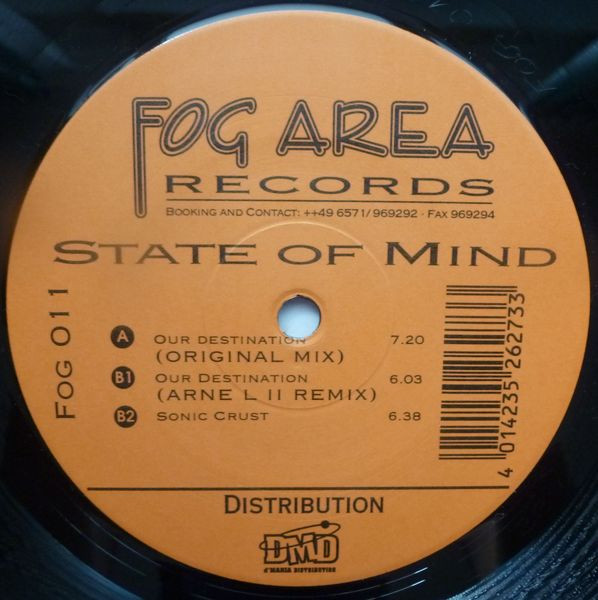 FOG AREA
RECORDS
BOOKING AND CONTACT: ++49 6571/969292 · FAX 969294
STATE OF MIND
FOG 011
A OUR DESTINATION 7.20
(ORIGINAL MIX)
B1 OUR DESTINATION 6.03
(ARNE L II REMIX)
B2 SONIC CRUST 6.38
4 014235 262733
DISTRIBUTION
DMD
d'MANIA DISTRIBUTION